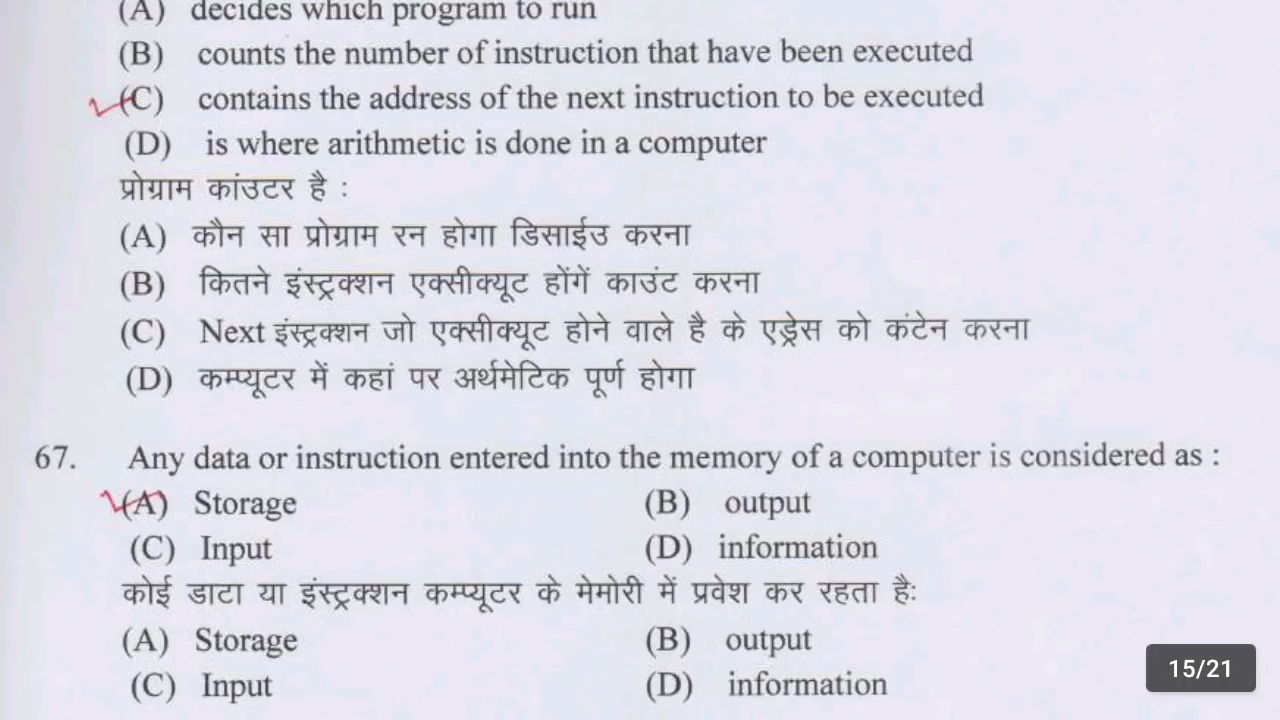 (A) decides which program to run
(B) counts the number of instruction that have been executed
(C) contains the address of the next instruction to be executed
(D) is where arithmetic is done in a computer
प्रोग्राम कांउटर है :
(A) कौन सा प्रोग्राम रन होगा डिसाईउ करना
(B) कितने इंस्ट्रक्शन एक्सीक्यूट होंगें काउंट करना
(C) Next इंस्ट्रक्शन जो एक्सीक्यूट होने वाले है के एड्रेस को कंटेन करना
(D) कम्प्यूटर में कहां पर अर्थमेटिक पूर्ण होगा
67. Any data or instruction entered into the memory of a computer is considered as :
(A) Storage (B) output
(C) Input (D) information
कोई डाटा या इंस्ट्रक्शन कम्प्यूटर के मेमोरी में प्रवेश कर रहता है:
(A) Storage (B) output
(C) Input (D) information
15/21